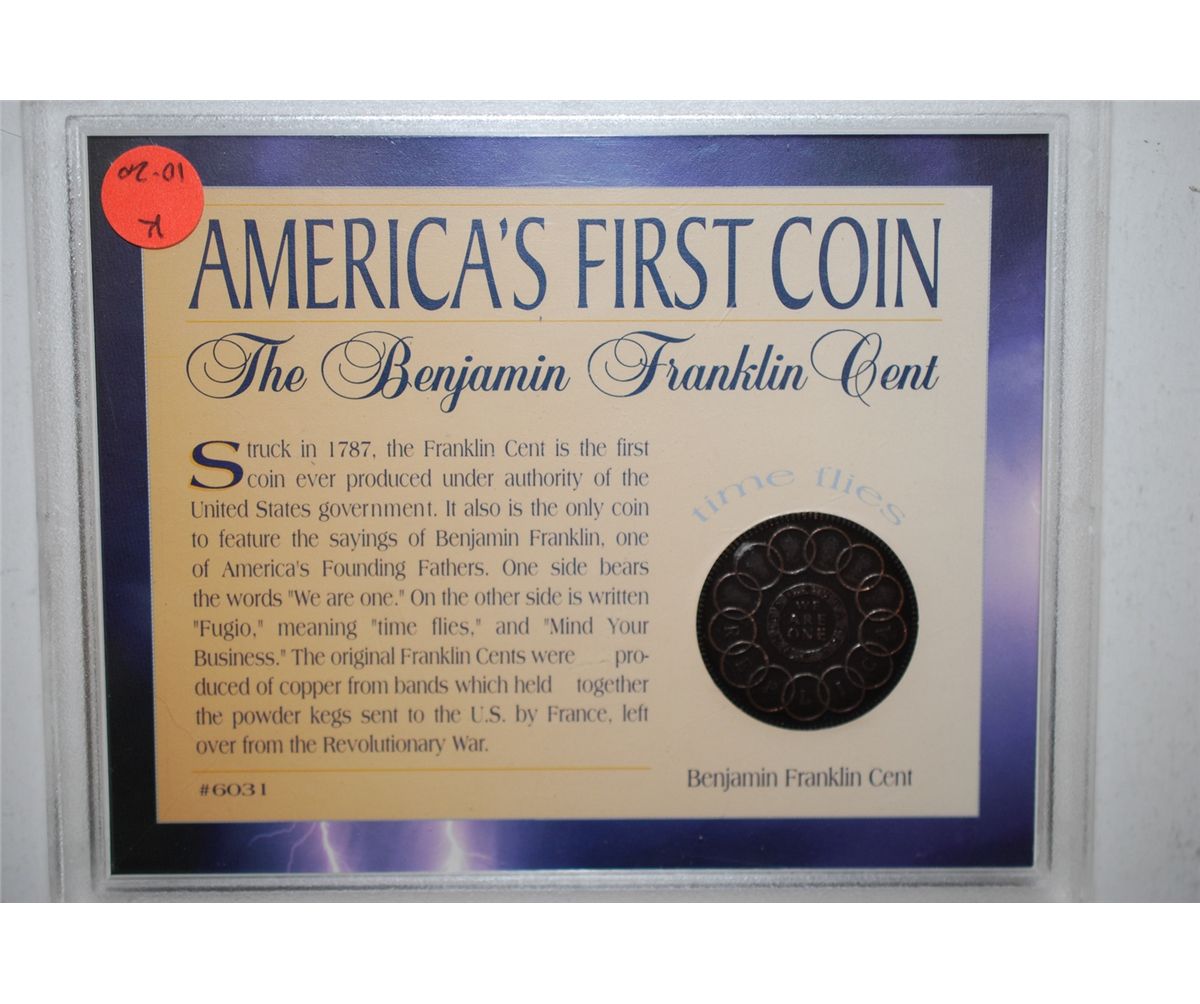 10-20
K
AMERICA'S FIRST COIN
The Benjamin Franklin Cent
Struck in 1787, the Franklin Cent is the first
coin ever produced under authority of the
United States government. It also is the only coin
to feature the sayings of Benjamin Franklin, one
of America's Founding Fathers. One side bears
the words "We are one." On the other side is written
"Fugio," meaning "time flies," and "Mind Your
Business." The original Franklin Cents were pro-
duced of copper from bands which held together
the powder kegs sent to the U.S. by France, left
over from the Revolutionary War.
#6031
time flies
WE
ARE
ONE
REPLICA
Benjamin Franklin Cent